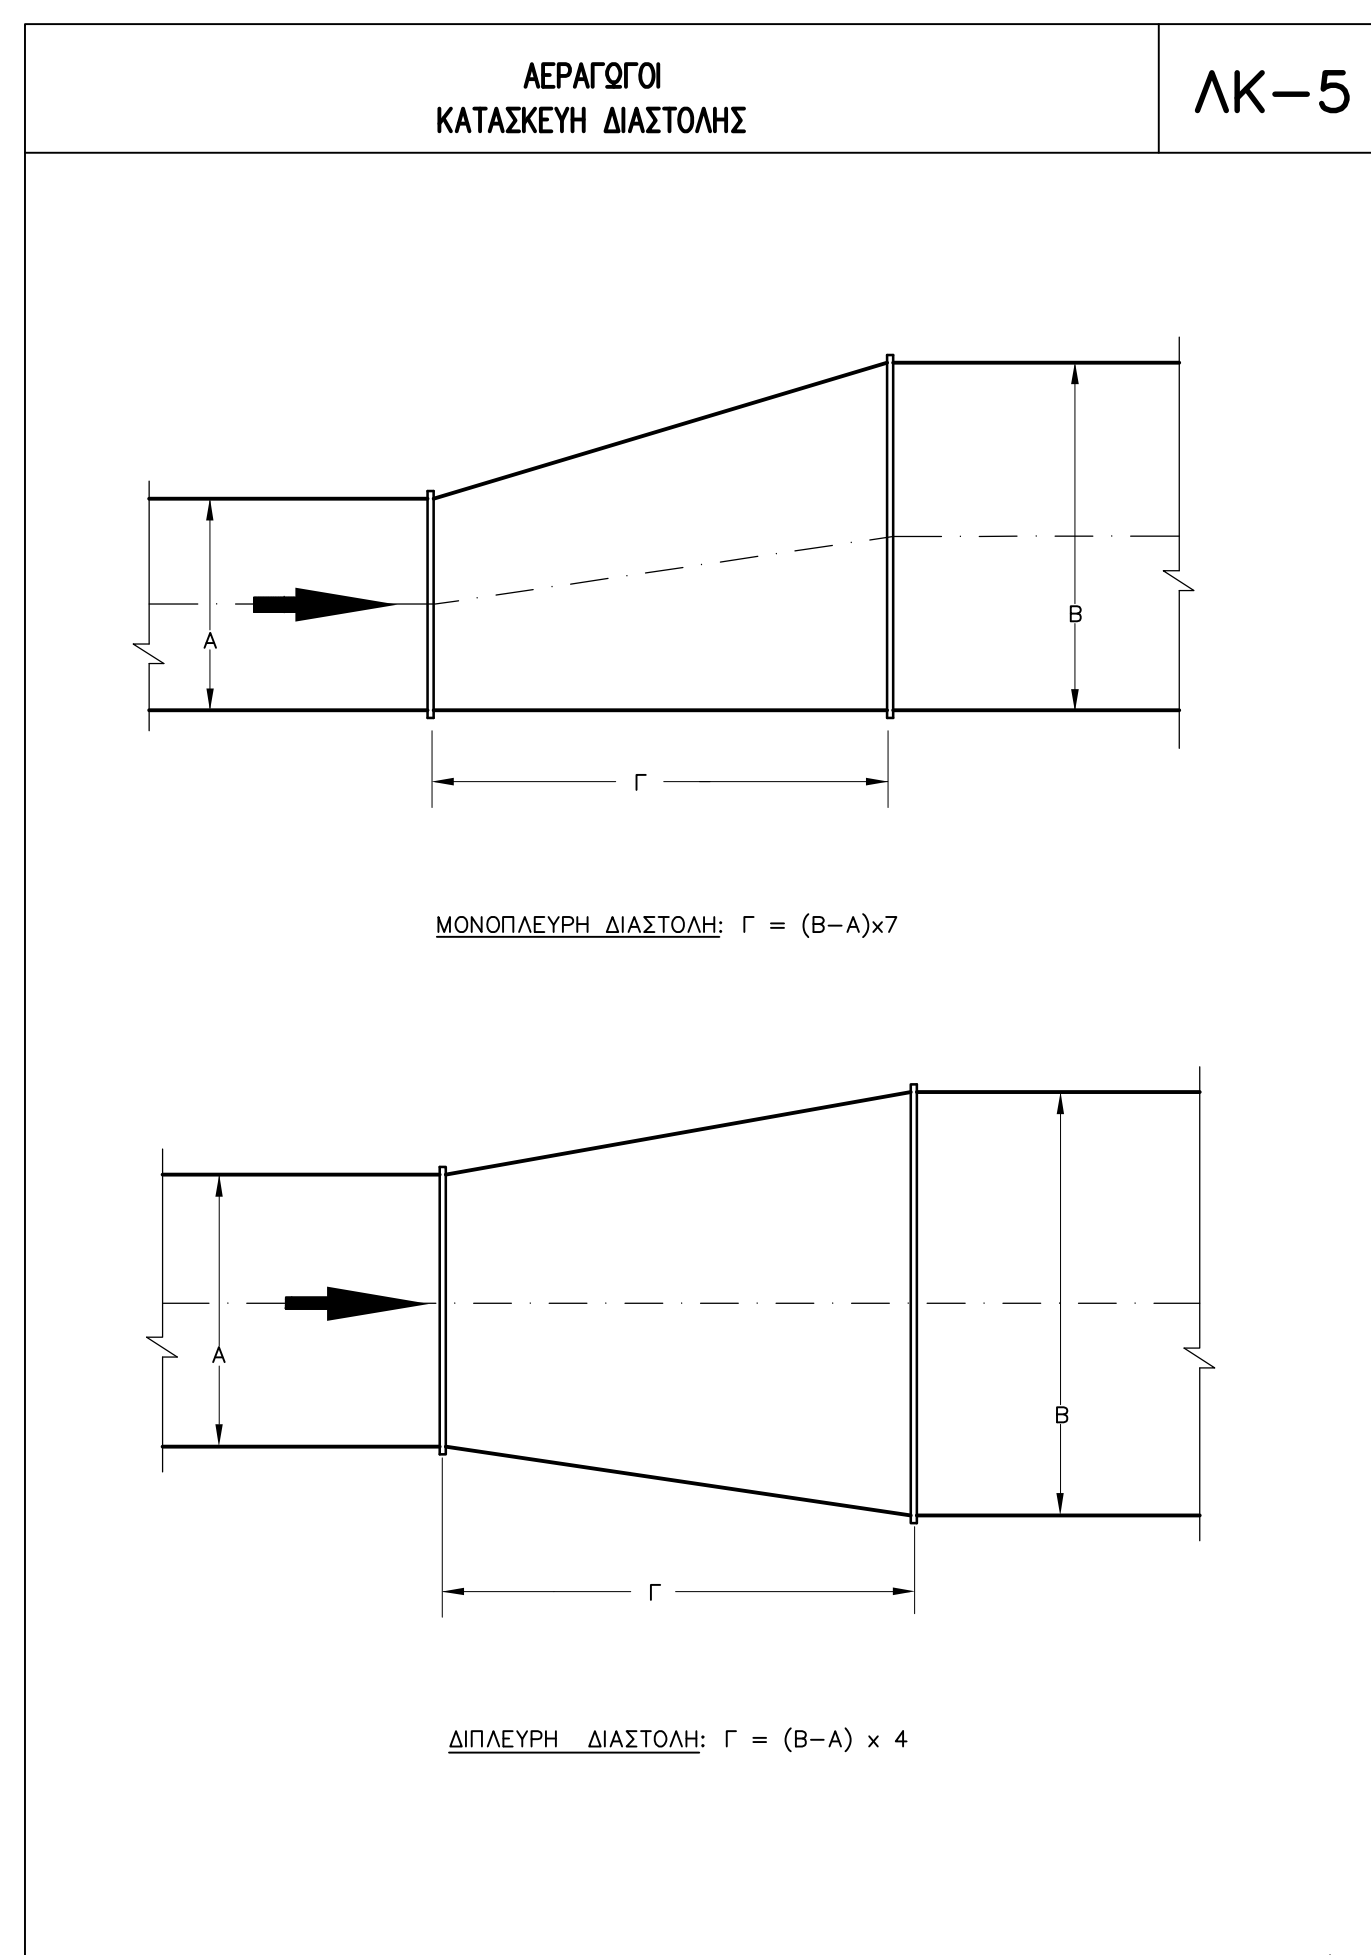 ΑΕΡΑΓΩΓΟΙ
ΚΑΤΑΣΚΕΥΗ ΔΙΑΣΤΟΛΗΣ
ΛΚ-5
Α
Β
Γ
ΜΟΝΟΠΛΕΥΡΗ ΔΙΑΣΤΟΛΗ: Γ = (Β-Α)x7
Α
Β
Γ
ΔΙΠΛΕΥΡΗ ΔΙΑΣΤΟΛΗ: Γ = (Β-Α) x 4